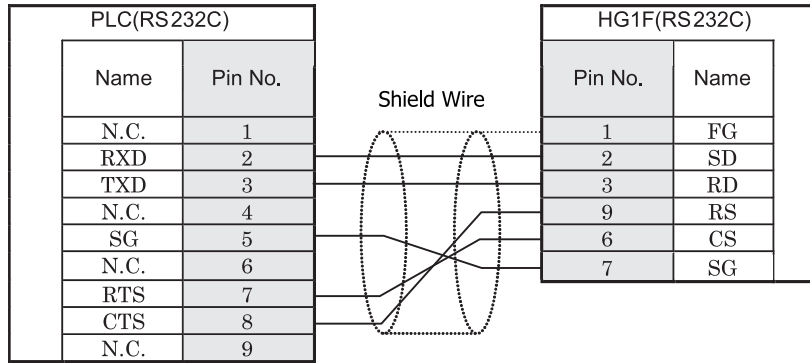 PLC(RS232C) HG1F(RS232C)
Name Pin No. Pin No. Name
Shield Wire
N.C. 1 1 FG
RXD 2 2 SD
TXD 3 3 RD
N.C. 4 9 RS
SG 5 6 CS
N.C. 6 7 SG
RTS 7
CTS 8
N.C. 9